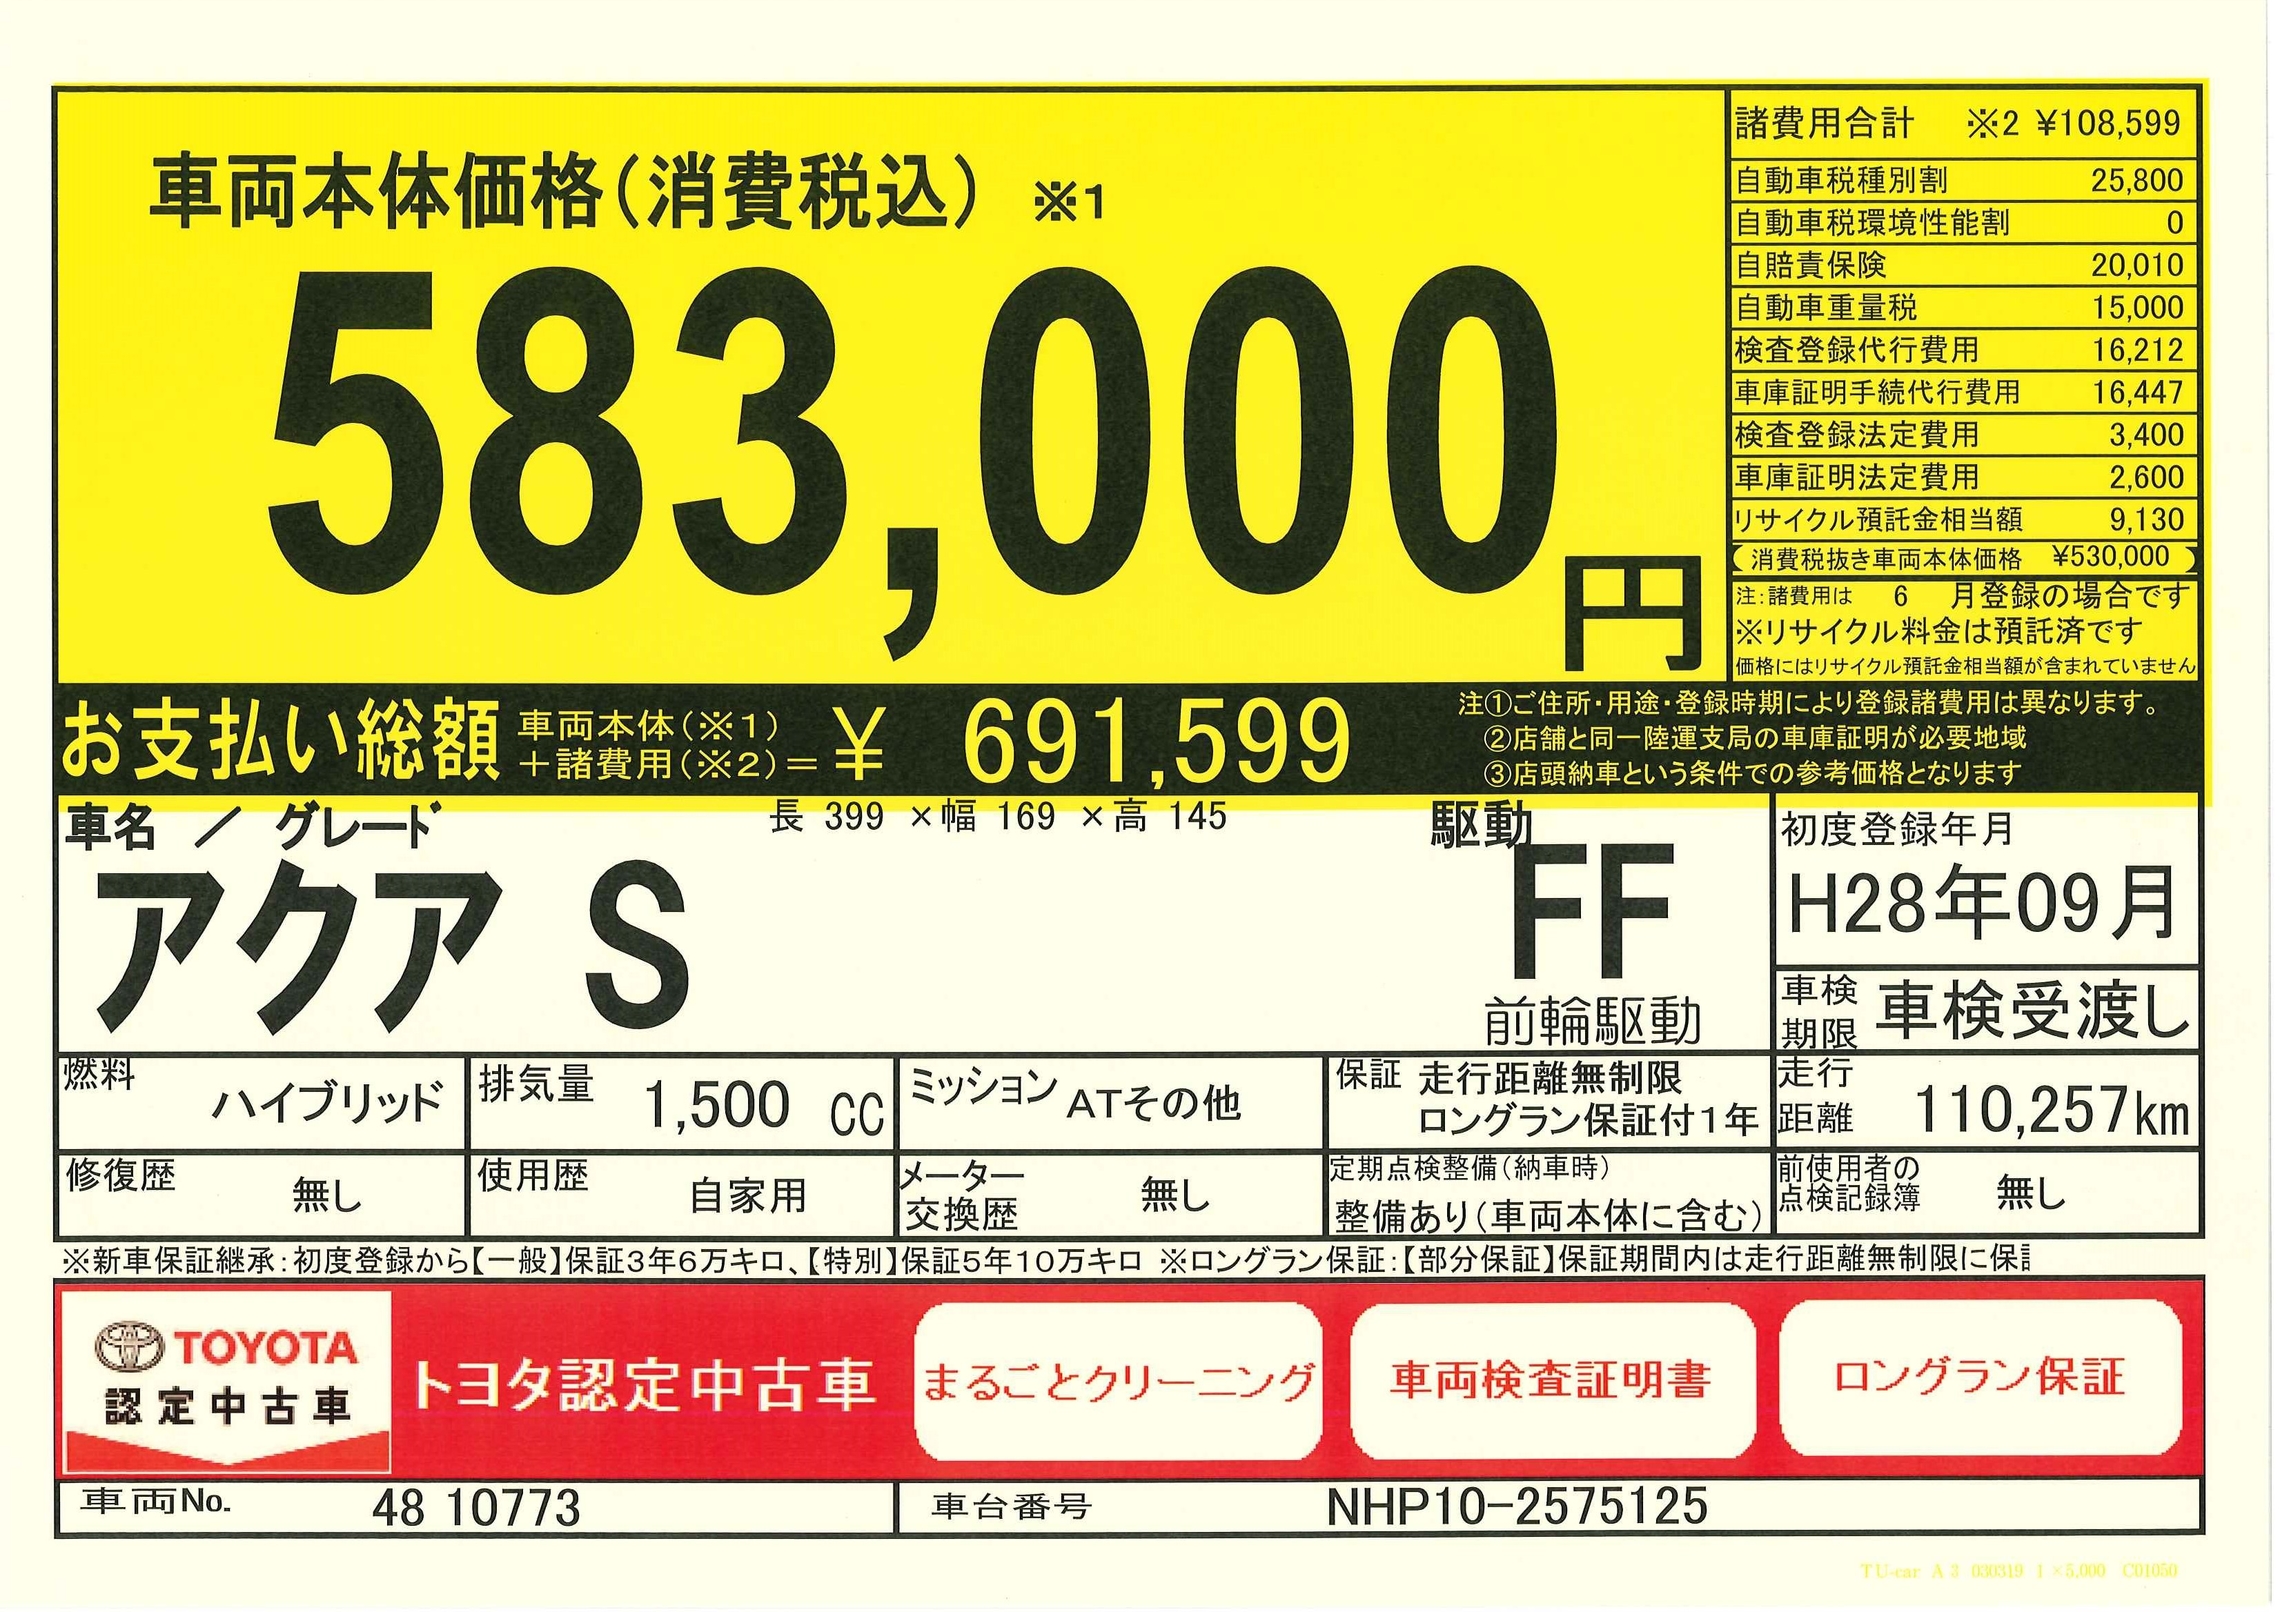 車両本体価格(消費税込) ※1
583,000円
諸費用合計 ※2 ¥108,599
自動車税種別割 25,800
自動車税環境性能割 0
自賠責保険 20,010
自動車重量税 15,000
検査登録代行費用 16,212
車庫証明手続代行費用 16,447
検査登録法定費用 3,400
車庫証明法定費用 2,600
リサイクル預託金相当額 9,130
(消費税抜き車両本体価格 ¥530,000)
注:諸費用は 6 月登録の場合です
※リサイクル料金は預託済です
価格にはリサイクル預託金相当額が含まれていません
お支払い総額 車両本体(※1)
+諸費用(※2)=¥ 691,599
注①ご住所・用途・登録時期により登録諸費用は異なります。
②店舗と同一陸運支局の車庫証明が必要地域
③店頭納車という条件での参考価格となります
車名 / グレード 長 399 ×幅 169 ×高 145
アクア S
駆動
FF
前輪駆動
初度登録年月
H28年09月
車検期限 車検受渡し
燃料 ハイブリッド
排気量 1,500 CC
ミッション ATその他
保証 走行距離無制限
ロングラン保証付1年
走行距離 110,257km
修復歴 無し
使用歴 自家用
メーター交換歴 無し
定期点検整備(納車時)
整備あり(車両本体に含む)
前使用者の点検記録簿 無し
※新車保証継承:初度登録から【一般】保証3年6万キロ、【特別】保証5年10万キロ ※ロングラン保証:【部分保証】保証期間内は走行距離無制限に保
TOYOTA
認定中古車
トヨタ認定中古車
まるごとクリーニング
車両検査証明書
ロングラン保証
車両No. 48 10773
車台番号 NHP10-2575125
TU-car A3 030319 1×5,000 C01050